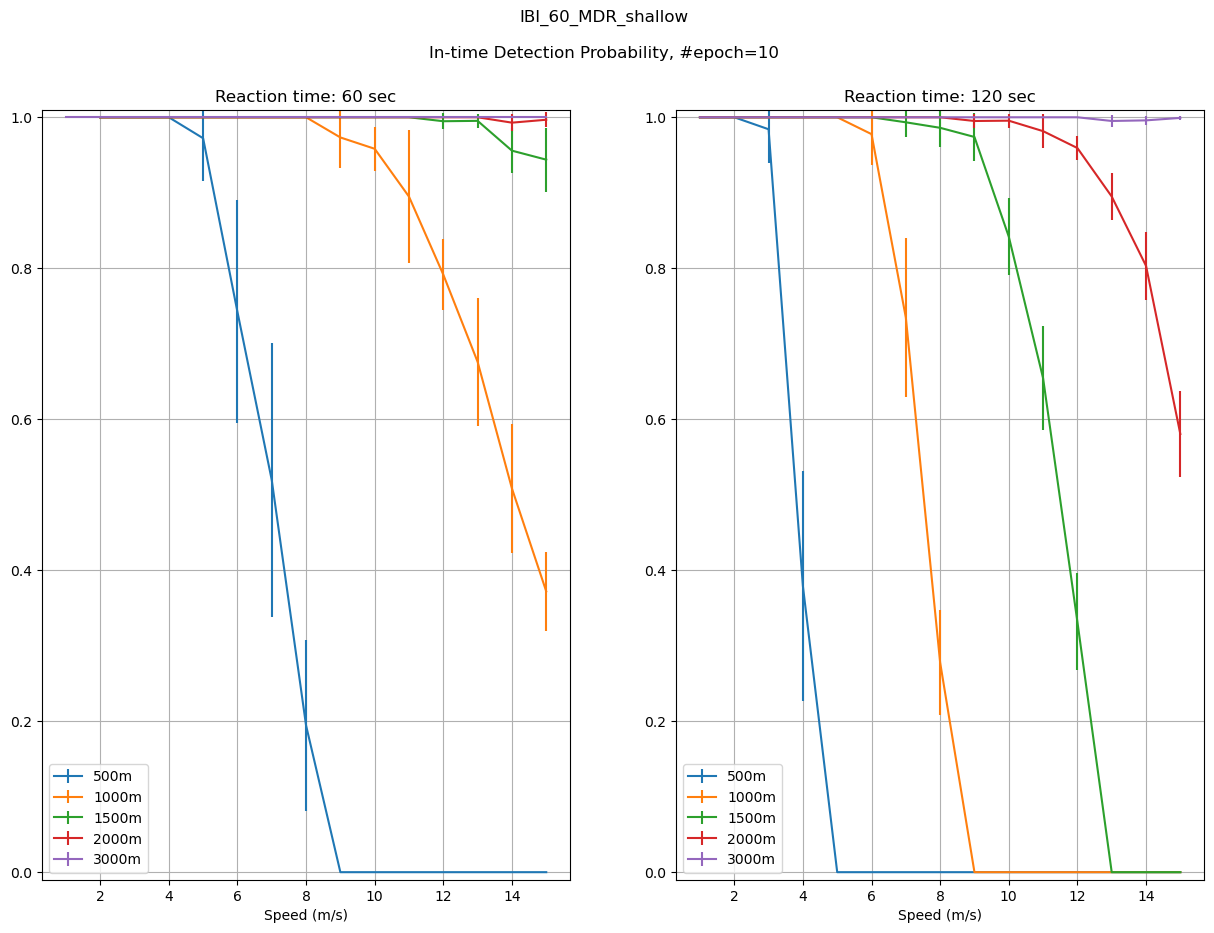 IBI_60_MDR_shallow
In-time Detection Probability, #epoch=10
Reaction time: 60 sec
1.0
0.8
0.6
0.4
0.2
0.0
500m
1000m
1500m
2000m
3000m
2 4 6 8 10 12 14
Speed (m/s)
Reaction time: 120 sec
1.0
0.8
0.6
0.4
0.2
0.0
500m
1000m
1500m
2000m
3000m
2 4 6 8 10 12 14
Speed (m/s)